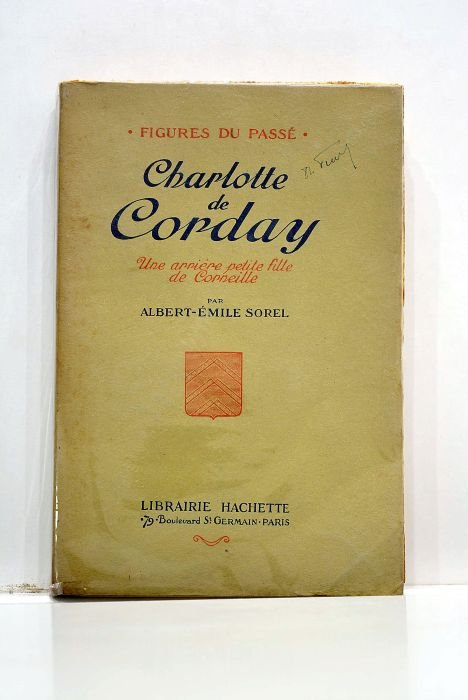 • FIGURES DU PASSÉ •
Charlotte
de
Corday
Une arrière petite fille
de Corneille
PAR
ALBERT-ÉMILE SOREL
LIBRAIRIE HACHETTE
·79·Boulevard St GERMAIN·PARIS